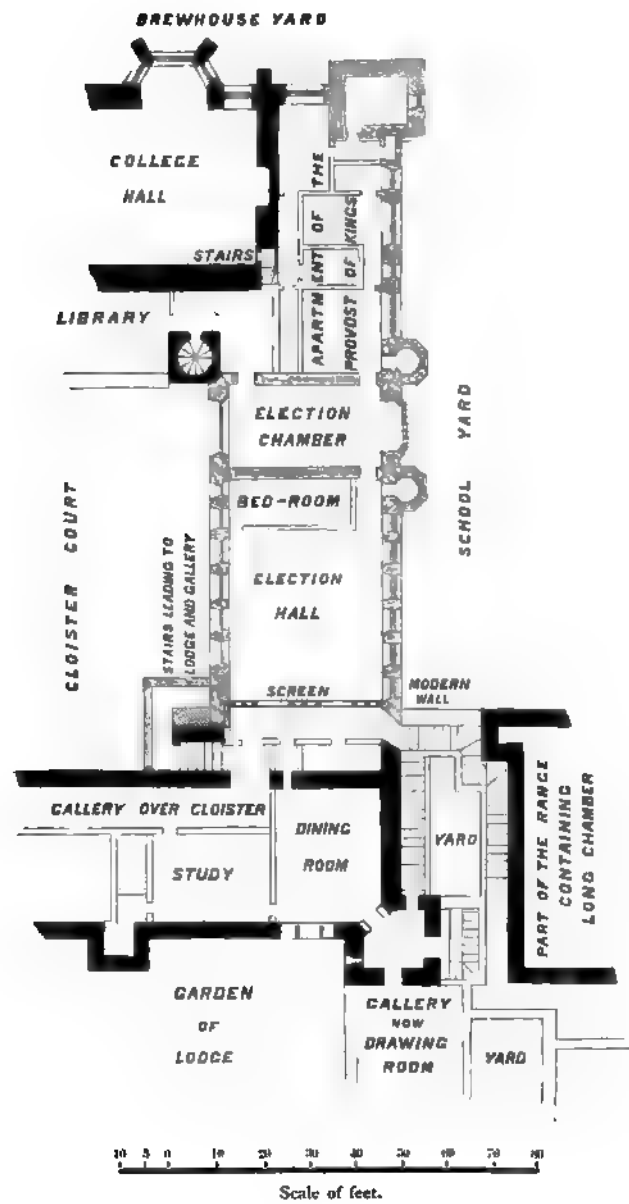 BREWHOUSE YARD
COLLEGE
HALL
STAIRS
APARTMENT OF THE
PROVOST OF KINGS
LIBRARY
ELECTION
CHAMBER
BED-ROOM
SCHOOL YARD
CLOISTER COURT
STAIRS LEADING TO
LODGE AND GALLERY
ELECTION
HALL
SCREEN
MODERN
WALL
GALLERY OVER CLOISTER
DINING
ROOM
STUDY
YARD
PART OF THE RANGE
CONTAINING
LONG CHAMBER
GARDEN
OF
LODGE
GALLERY
NOW
DRAWING
ROOM
YARD
10 5 0 10 20 30 40 50 60 70 80
Scale of feet.